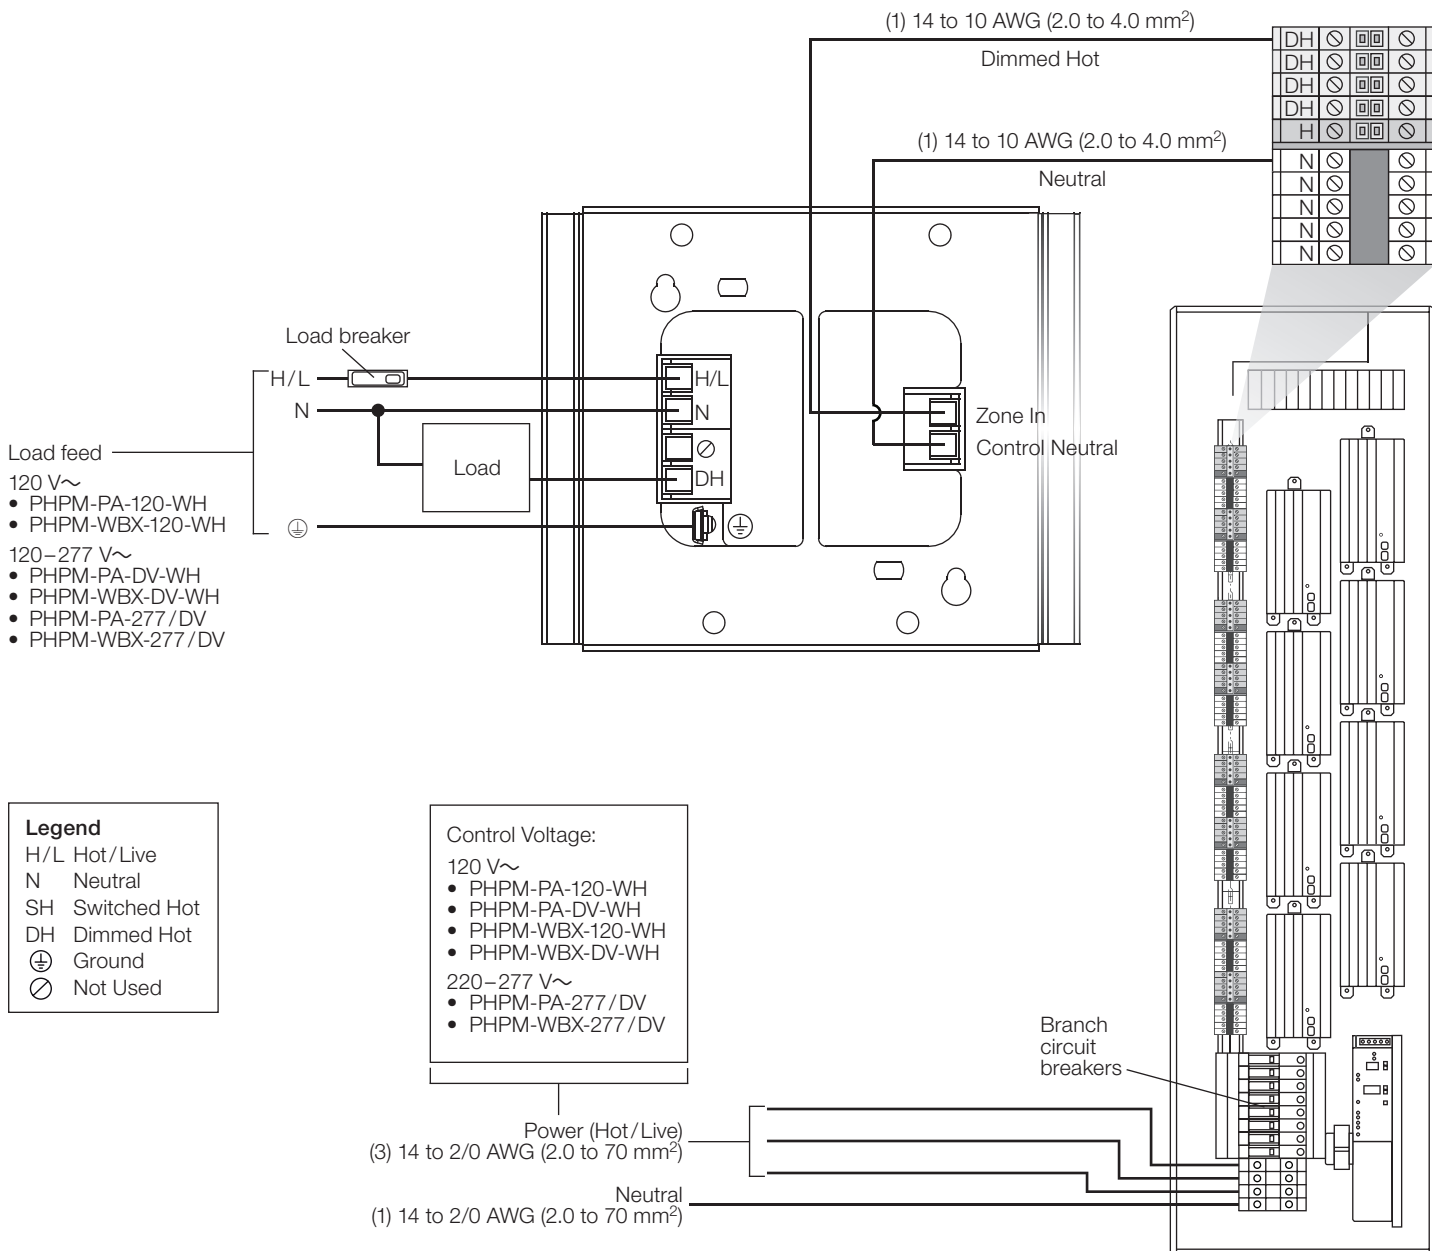 (1) 14 to 10 AWG (2.0 to 4.0 mm²)
Dimmed Hot
DH
DH
DH
DH
H
(1) 14 to 10 AWG (2.0 to 4.0 mm²)
Neutral
N
N
N
N
N
Load breaker
H/L
N
Load
H/L
N
DH
Zone In
Control Neutral
Load feed
120 V~
• PHPM-PA-120-WH
• PHPM-WBX-120-WH
120–277 V~
• PHPM-PA-DV-WH
• PHPM-WBX-DV-WH
• PHPM-PA-277/DV
• PHPM-WBX-277/DV
Legend
H/L Hot/Live
N Neutral
SH Switched Hot
DH Dimmed Hot
Ground
Not Used
Control Voltage:
120 V~
• PHPM-PA-120-WH
• PHPM-PA-DV-WH
• PHPM-WBX-120-WH
• PHPM-WBX-DV-WH
220–277 V~
• PHPM-PA-277/DV
• PHPM-WBX-277/DV
Branch
circuit
breakers
Power (Hot/Live)
(3) 14 to 2/0 AWG (2.0 to 70 mm²)
Neutral
(1) 14 to 2/0 AWG (2.0 to 70 mm²)